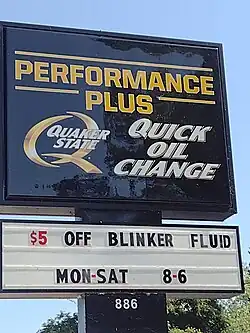 PERFORMANCE
PLUS
QUAKER
STATE
QUICK
OIL
CHANGE
$5 OFF BLINKER FLUID
MON-SAT 8-6
886